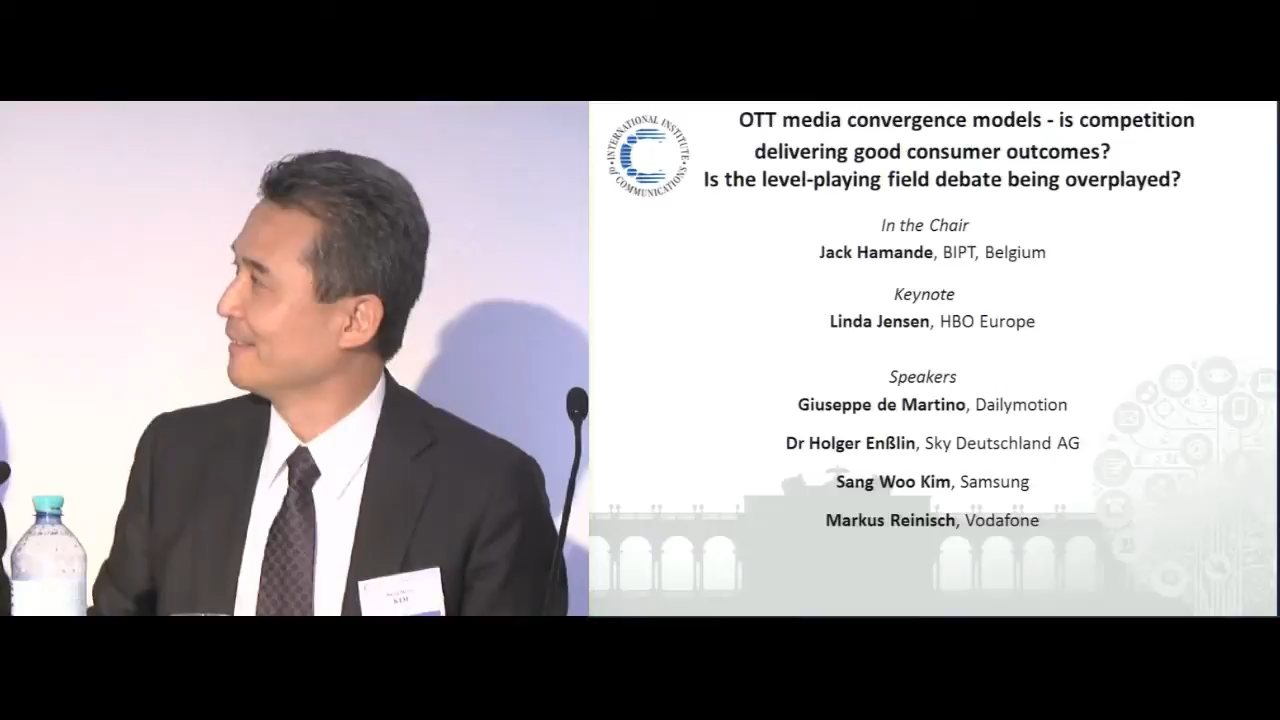 KIM
INTERNATIONAL INSTITUTE
of COMMUNICATIONS
OTT media convergence models - is competition
delivering good consumer outcomes?
Is the level-playing field debate being overplayed?
In the Chair
Jack Hamande, BIPT, Belgium
Keynote
Linda Jensen, HBO Europe
Speakers
Giuseppe de Martino, Dailymotion
Dr Holger Enßlin, Sky Deutschland AG
Sang Woo Kim, Samsung
Markus Reinisch, Vodafone